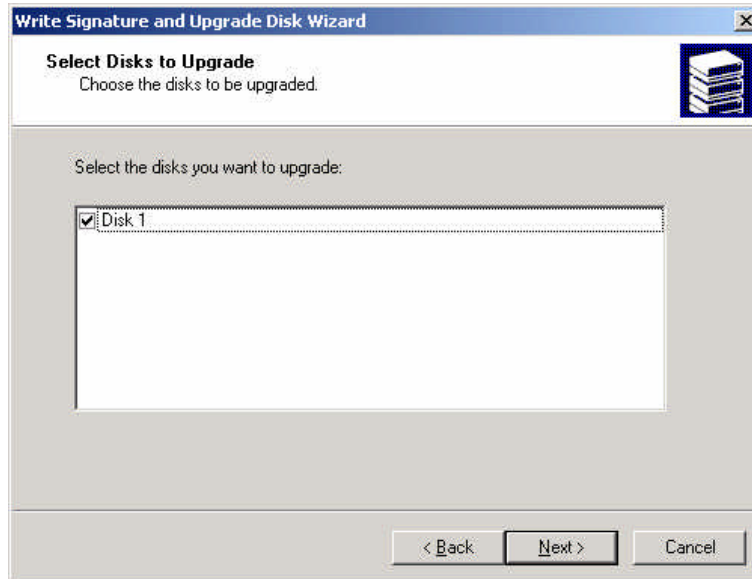 Write Signature and Upgrade Disk Wizard
Select Disks to Upgrade
Choose the disks to be upgraded.
Select the disks you want to upgrade:
Disk 1
< Back Next > Cancel